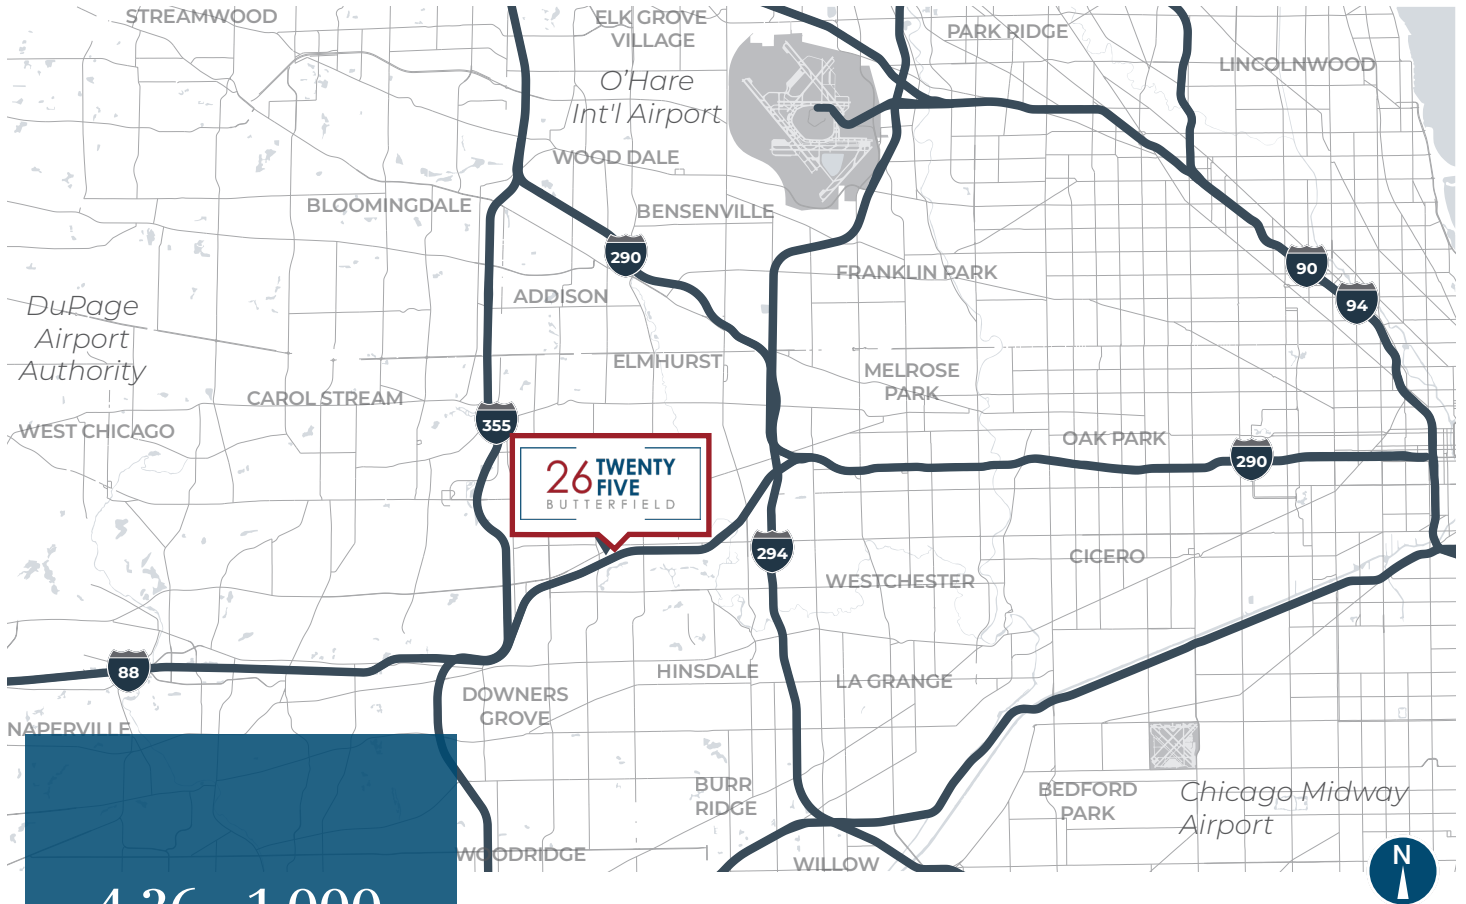 STREAMWOOD
ELK GROVE
VILLAGE
PARK RIDGE
LINCOLNWOOD
O'Hare
Int'l Airport
WOOD DALE
BLOOMINGDALE
BENSENVILLE
290
FRANKLIN PARK
90
94
DuPage
Airport
Authority
ADDISON
ELMHURST
MELROSE
PARK
CAROL STREAM
WEST CHICAGO
355
OAK PARK
290
26 TWENTY
FIVE
BUTTERFIELD
294
CICERO
WESTCHESTER
88
HINSDALE
LA GRANGE
DOWNERS
GROVE
NAPERVILLE
BURR
RIDGE
BEDFORD
PARK
Chicago Midway
Airport
WOODRIDGE
WILLOW
N